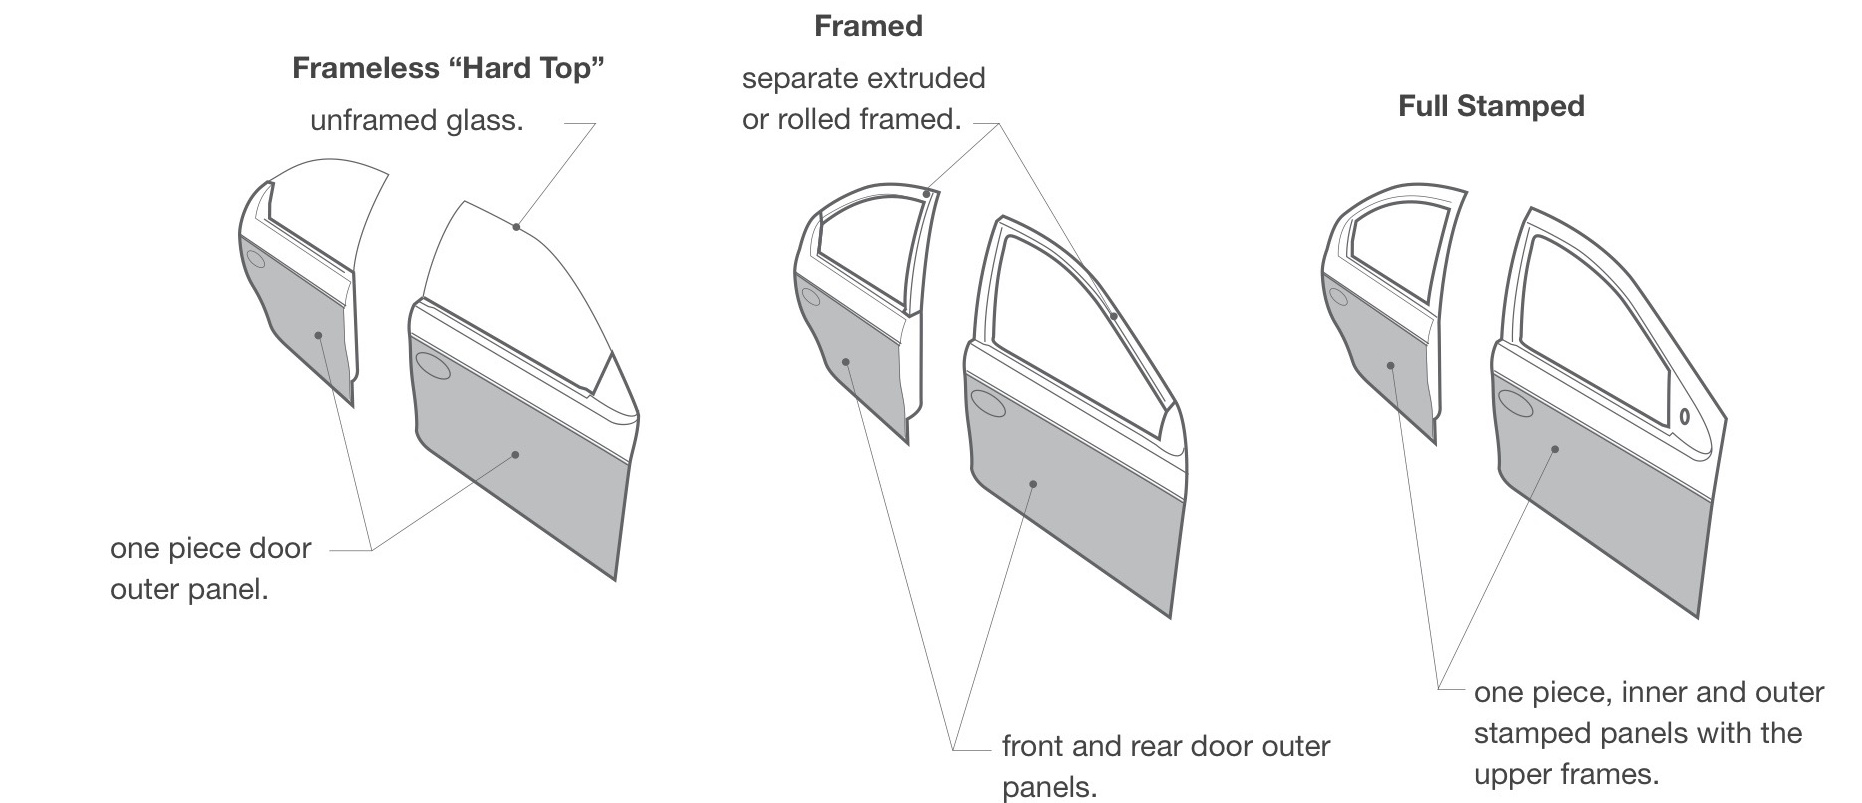 Frameless “Hard Top”
unframed glass.
one piece door
outer panel.
Framed
separate extruded
or rolled framed.
front and rear door outer
panels.
Full Stamped
one piece, inner and outer
stamped panels with the
upper frames.